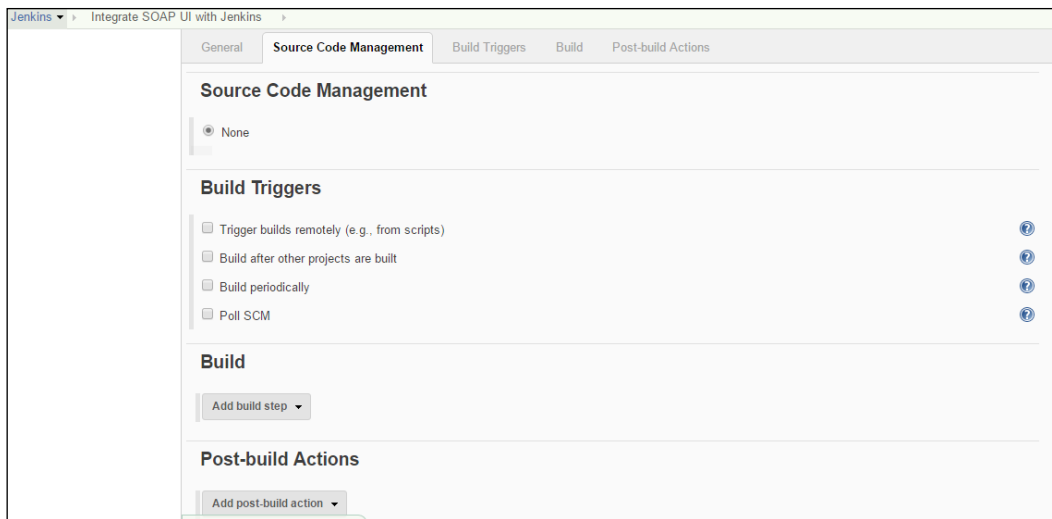 Jenkins Integrate SOAP UI with Jenkins
General Source Code Management Build Triggers Build Post-build Actions
Source Code Management
None
Build Triggers
Trigger builds remotely (e.g., from scripts)
Build after other projects are built
Build periodically
Poll SCM
Build
Add build step
Post-build Actions
Add post-build action